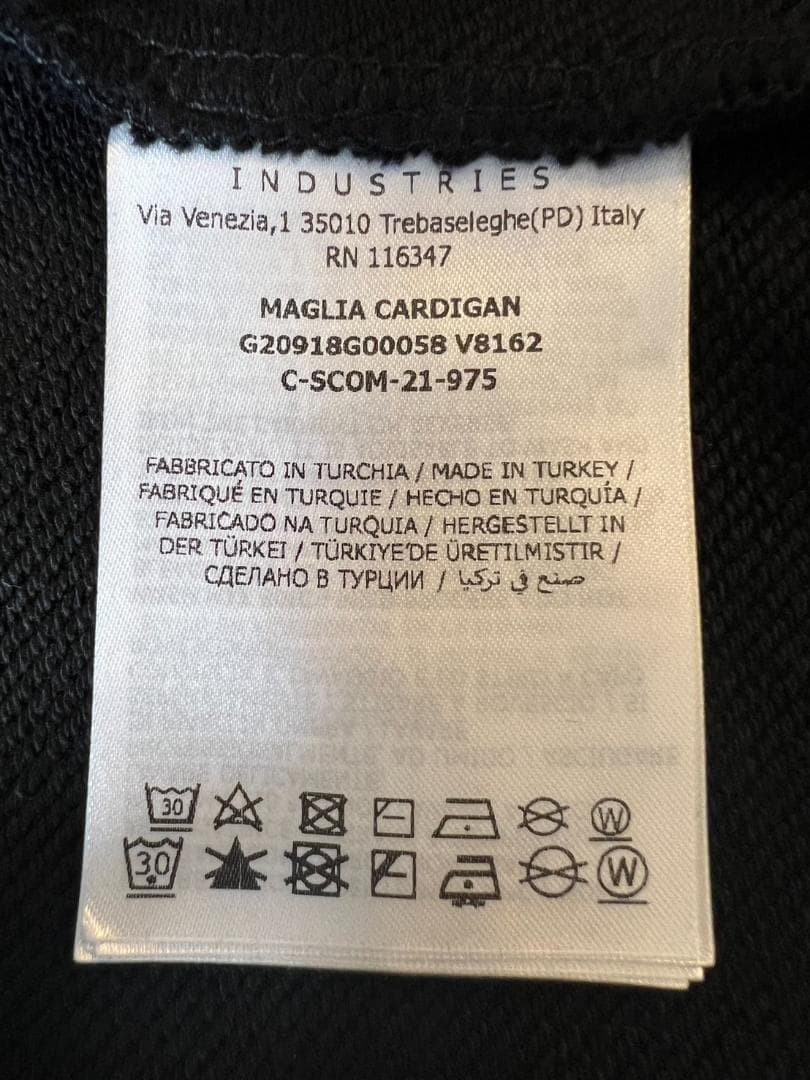 INDUSTRIES
Via Venezia,1 35010 Trebaseleghe(PD) Italy
RN 116347
MAGLIA CARDIGAN
G20918G00058 V8162
C-SCOM-21-975
FABBRICATO IN TURCHIA / MADE IN TURKEY /
FABRIQUÉ EN TURQUIE / HECHO EN TURQUÍA /
FABRICADO NA TURQUIA / HERGESTELLT IN
DER TÜRKEI / TÜRKIYE'DE ÜRETILMISTIR /
СДЕЛАНО В ТУРЦИИ / صنع في تركيا
30 W
30 W